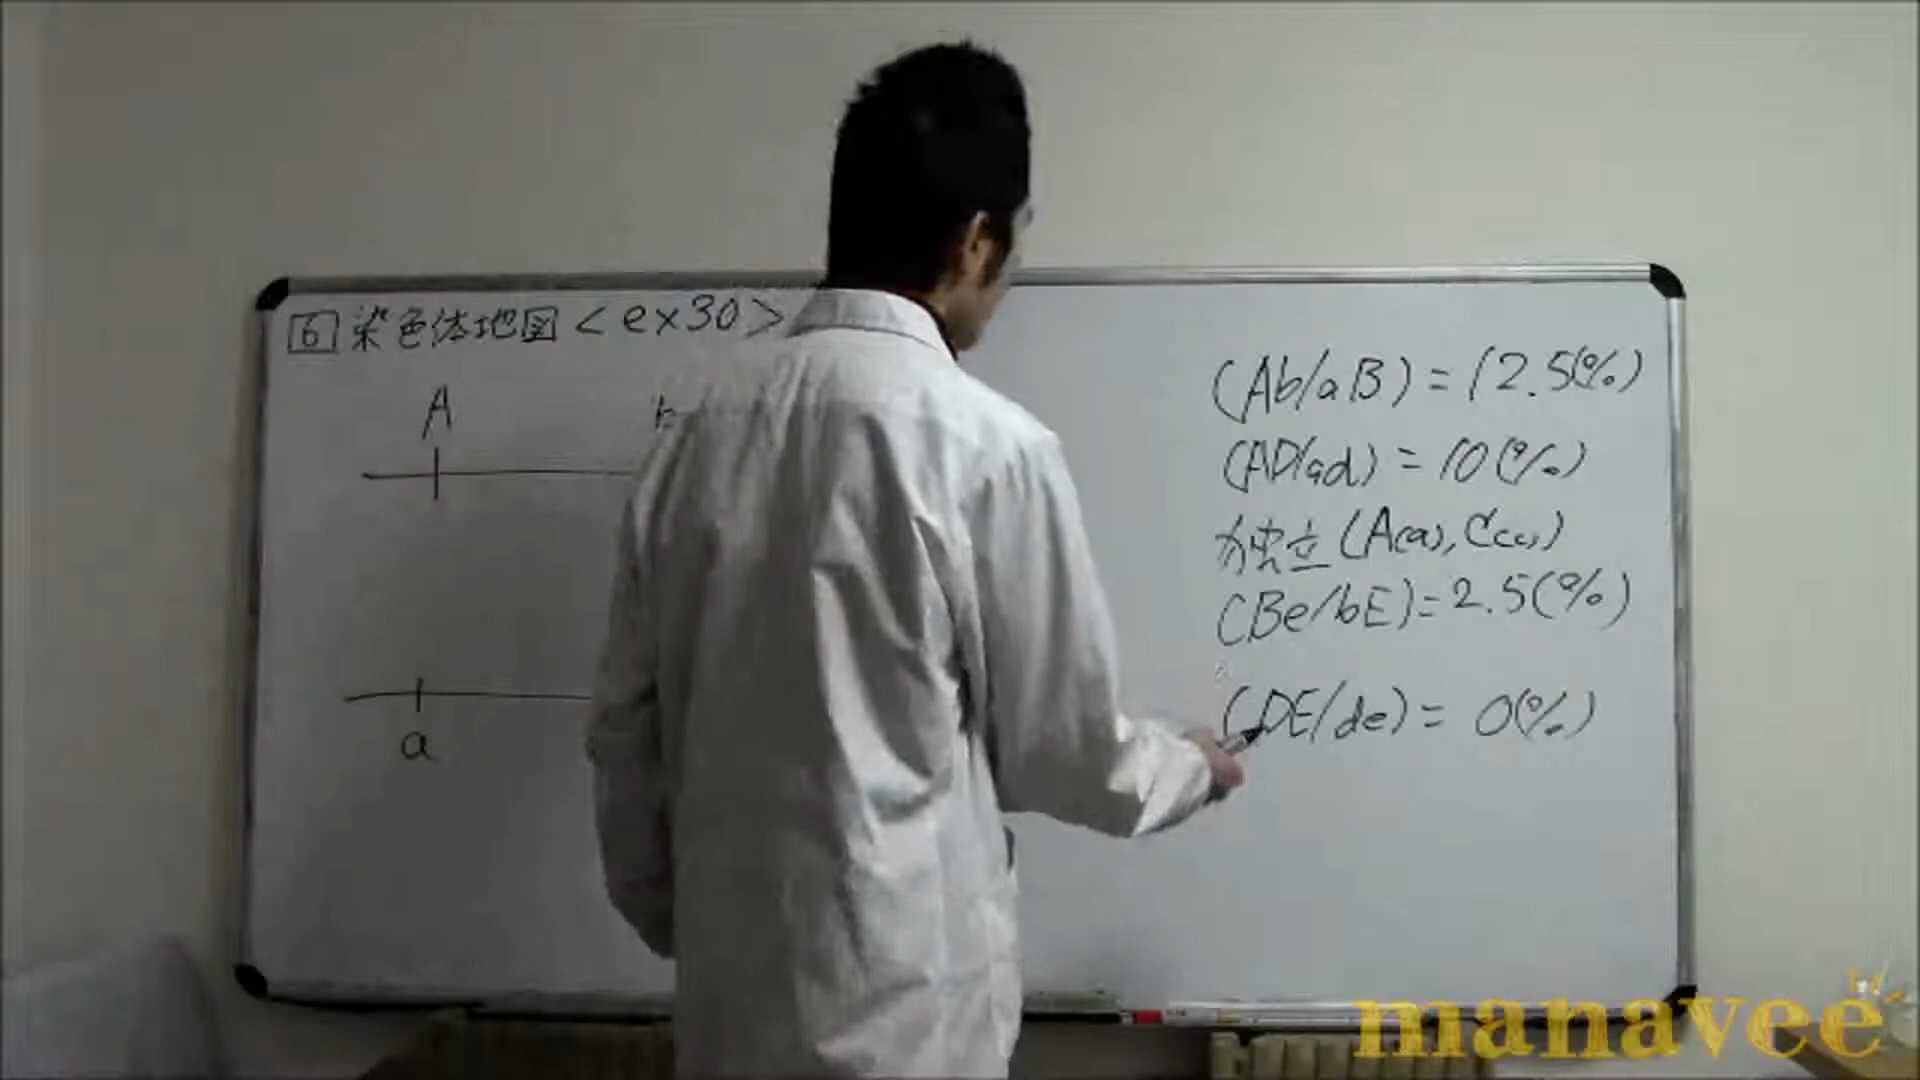 6 染色体地図 <ex30>
A
b
a
(Ab/aB) = 12.5(%)
(AD/ad) = 10(%)
独立 (A(a), C(c))
(Be/bE) = 2.5(%)
(DE/de) = 0(%)
manavee